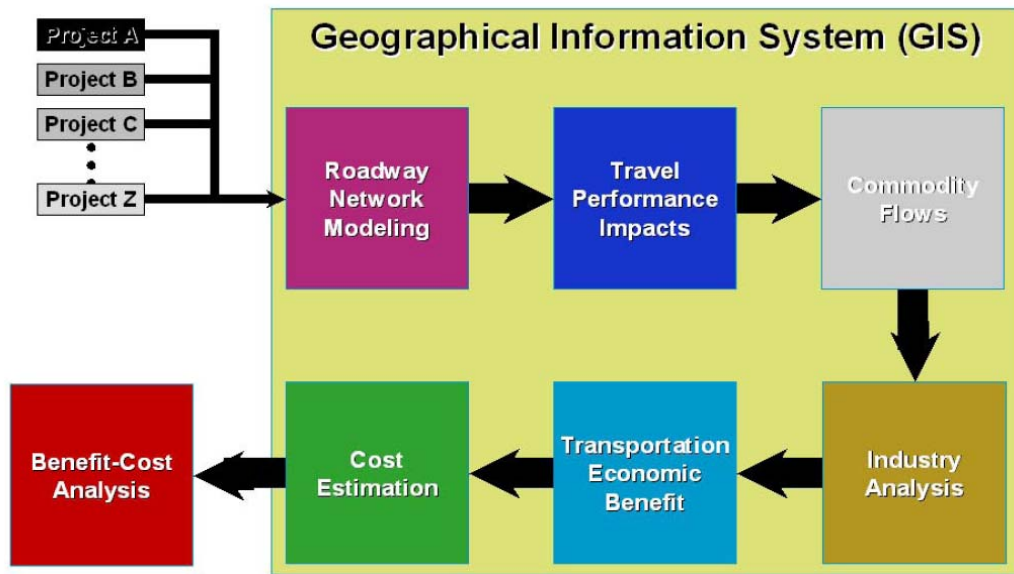 Project A
Project B
Project C
Project Z
Geographical Information System (GIS)
Roadway
Network
Modeling
Travel
Performance
Impacts
Commodity
Flows
Benefit-Cost
Analysis
Cost
Estimation
Transportation
Economic
Benefit
Industry
Analysis